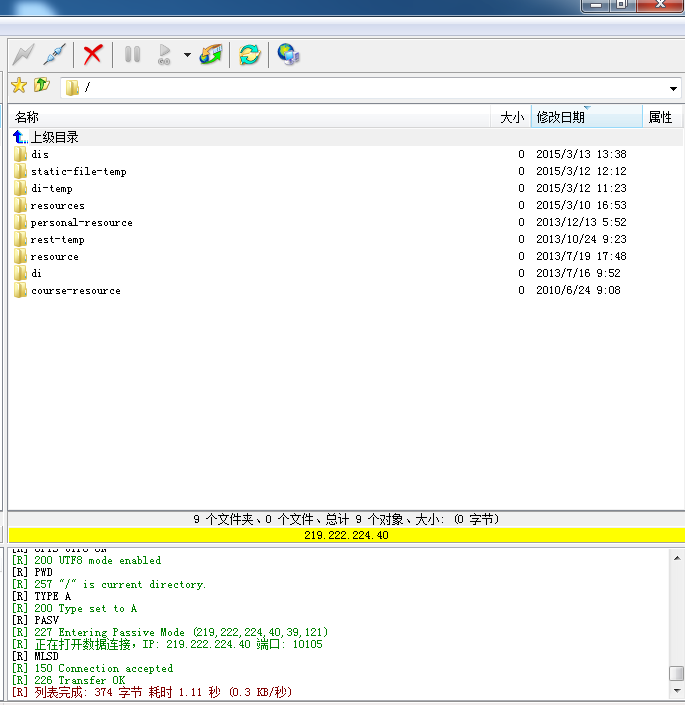 GO
/
名称 大小 修改日期 属性
上级目录
dis 0 2015/3/13 13:38
static-file-temp 0 2015/3/12 12:12
di-temp 0 2015/3/12 11:23
resources 0 2015/3/10 16:53
personal-resource 0 2013/12/13 5:52
rest-temp 0 2013/10/24 9:23
resource 0 2013/7/19 17:48
di 0 2013/7/16 9:52
course-resource 0 2010/6/24 9:08
9 个文件夹、0 个文件、总计 9 个对象、大小: (0 字节)
219.222.224.40
[R] OPTS UTF8 ON
[R] 200 UTF8 mode enabled
[R] PWD
[R] 257 "/" is current directory.
[R] TYPE A
[R] 200 Type set to A
[R] PASV
[R] 227 Entering Passive Mode (219,222,224,40,39,121)
[R] 正在打开数据连接，IP: 219.222.224.40 端口: 10105
[R] MLSD
[R] 150 Connection accepted
[R] 226 Transfer OK
[R] 列表完成: 374 字节 耗时 1.11 秒 (0.3 KB/秒)